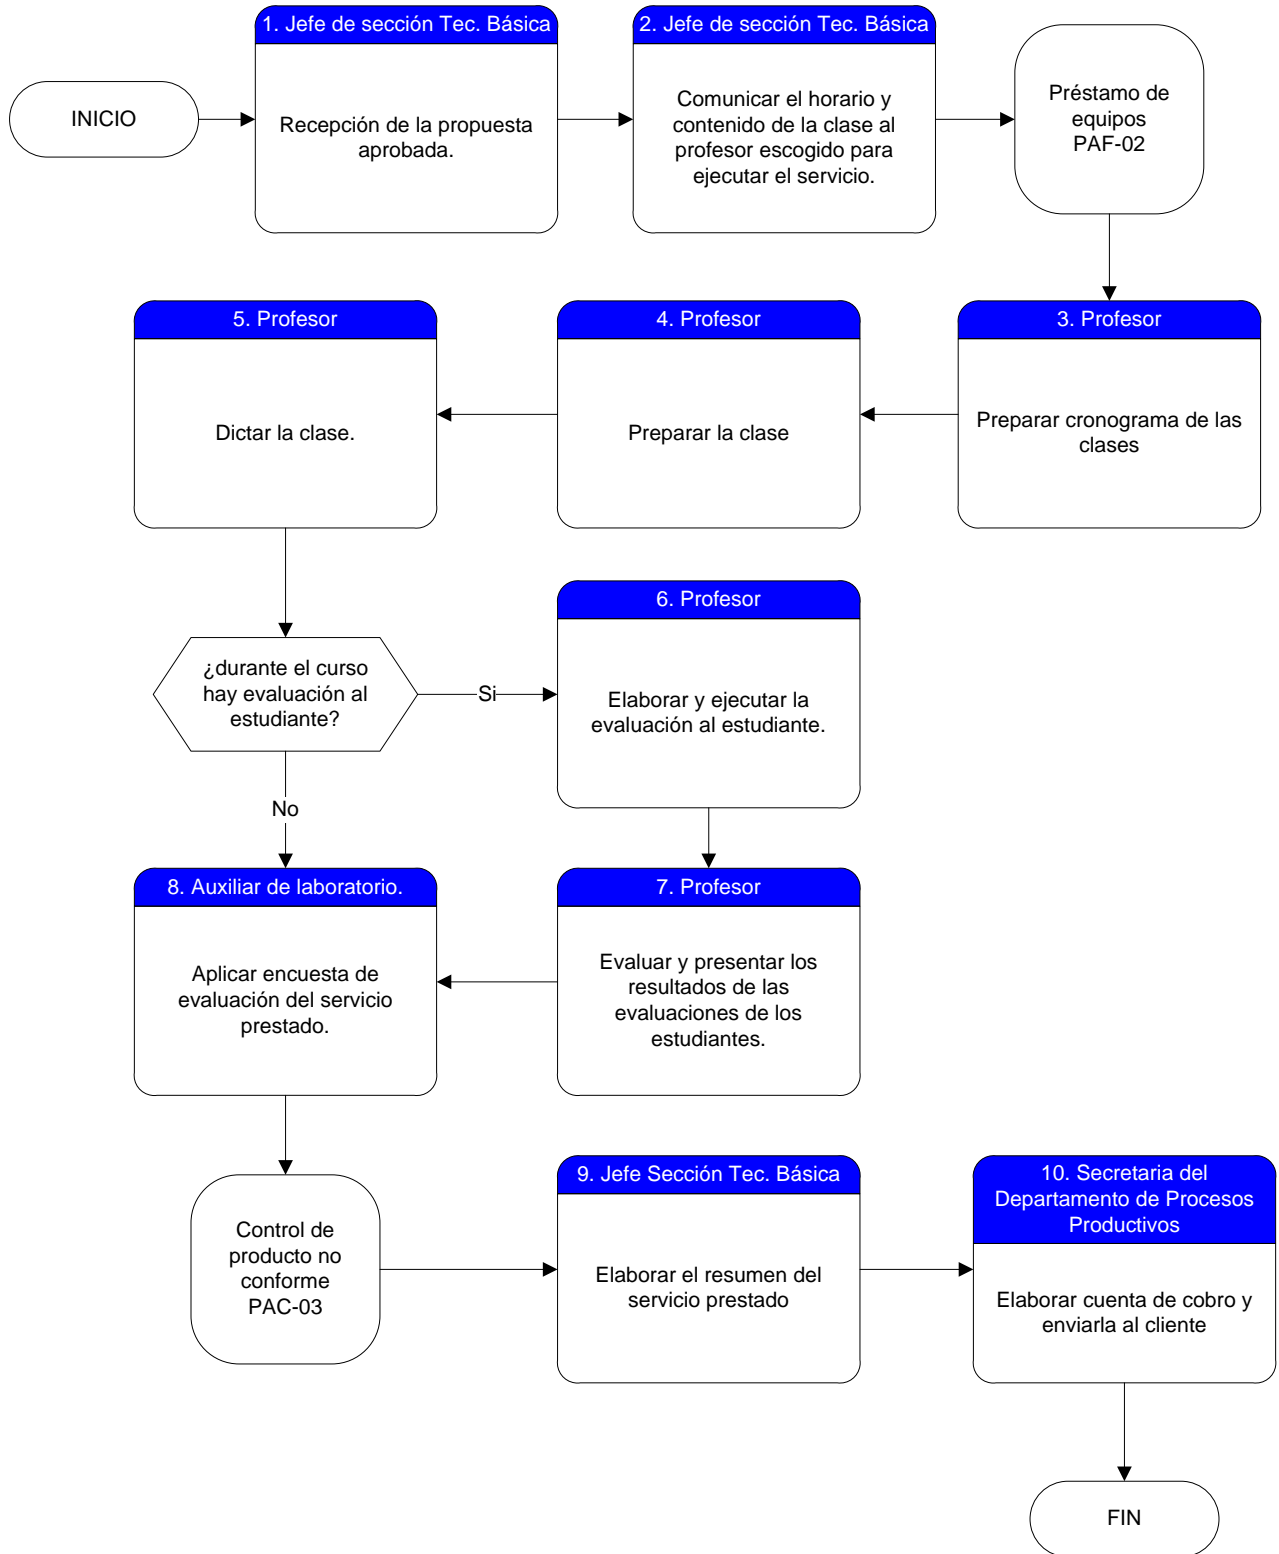 INICIO
1. Jefe de sección Tec. Básica
Recepción de la propuesta
aprobada.
2. Jefe de sección Tec. Básica
Comunicar el horario y
contenido de la clase al
profesor escogido para
ejecutar el servicio.
Préstamo de
equipos
PAF-02
3. Profesor
Preparar cronograma de las
clases
4. Profesor
Preparar la clase
5. Profesor
Dictar la clase.
¿durante el curso
hay evaluación al
estudiante?
Si
No
6. Profesor
Elaborar y ejecutar la
evaluación al estudiante.
7. Profesor
Evaluar y presentar los
resultados de las
evaluaciones de los
estudiantes.
8. Auxiliar de laboratorio.
Aplicar encuesta de
evaluación del servicio
prestado.
Control de
producto no
conforme
PAC-03
9. Jefe Sección Tec. Básica
Elaborar el resumen del
servicio prestado
10. Secretaria del
Departamento de Procesos
Productivos
Elaborar cuenta de cobro y
enviarla al cliente
FIN